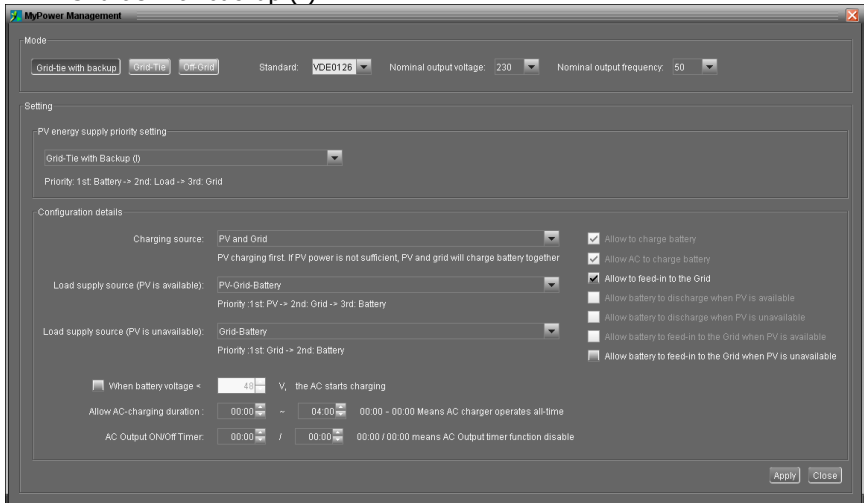 MyPower Management
Mode
Grid-tie with backup Grid-Tie Off-Grid Standard: VDE0126 Nominal output voltage: 230 Nominal output frequency: 50
Setting
PV energy supply priority setting
Grid-Tie with Backup (I)
Priority: 1st: Battery -> 2nd: Load -> 3rd: Grid
Configuration details
Charging source: PV and Grid
PV charging first. If PV power is not sufficient, PV and grid will charge battery together
Load supply source (PV is available): PV-Grid-Battery
Priority :1st: PV -> 2nd: Grid -> 3rd: Battery
Load supply source (PV is unavailable): Grid-Battery
Priority :1st: Grid -> 2nd: Battery
Allow to charge battery
Allow AC to charge battery
Allow to feed-in to the Grid
Allow battery to discharge when PV is available
Allow battery to discharge when PV is unavailable
Allow battery to feed-in to the Grid when PV is available
Allow battery to feed-in to the Grid when PV is unavailable
When battery voltage < 48 V, the AC starts charging
Allow AC-charging duration : 00:00 ~ 04:00 00:00 - 00:00 Means AC charger operates all-time
AC Output ON/Off Timer: 00:00 / 00:00 00:00 / 00:00 means AC Output timer function disable
Apply Close